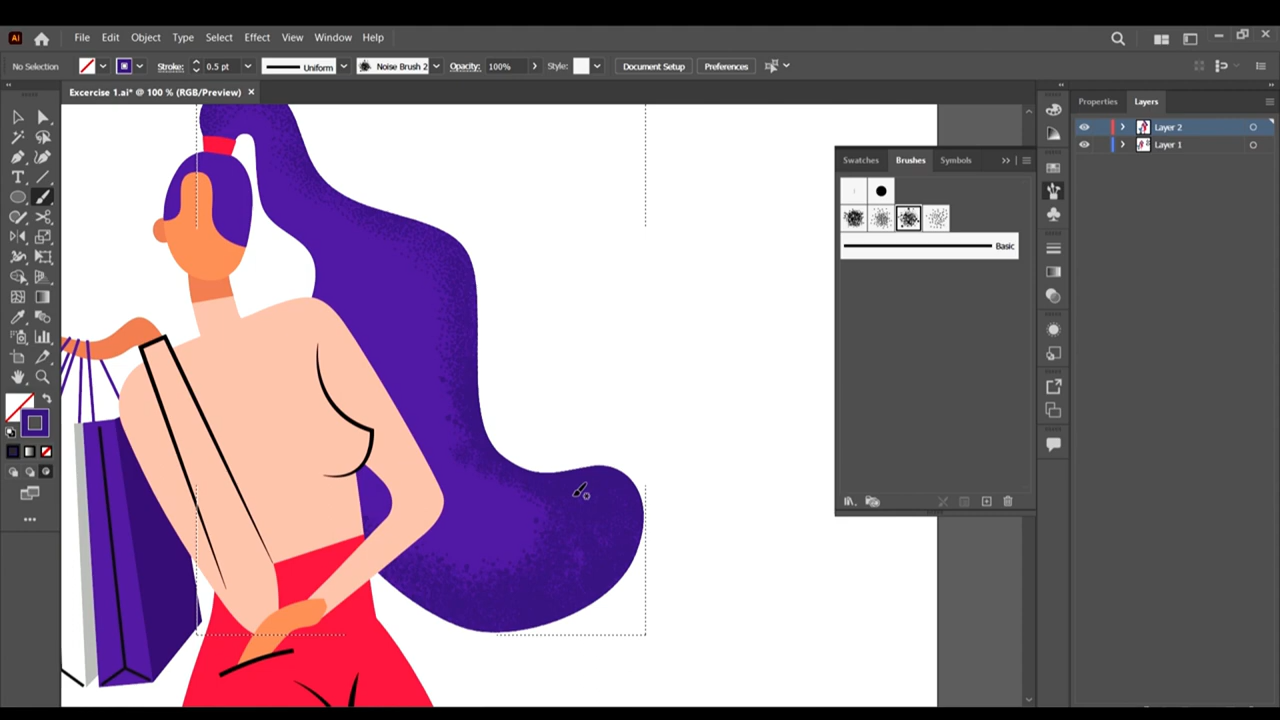 Ai File Edit Object Type Select Effect View Window Help
No Selection Stroke: 0.5 pt Uniform Noise Brush 2 Opacity: 100% Style: Document Setup Preferences
Excercise 1.ai* @ 100 % (RGB/Preview) ×
Properties Layers
Layer 2
Layer 1
Swatches Brushes Symbols
Basic